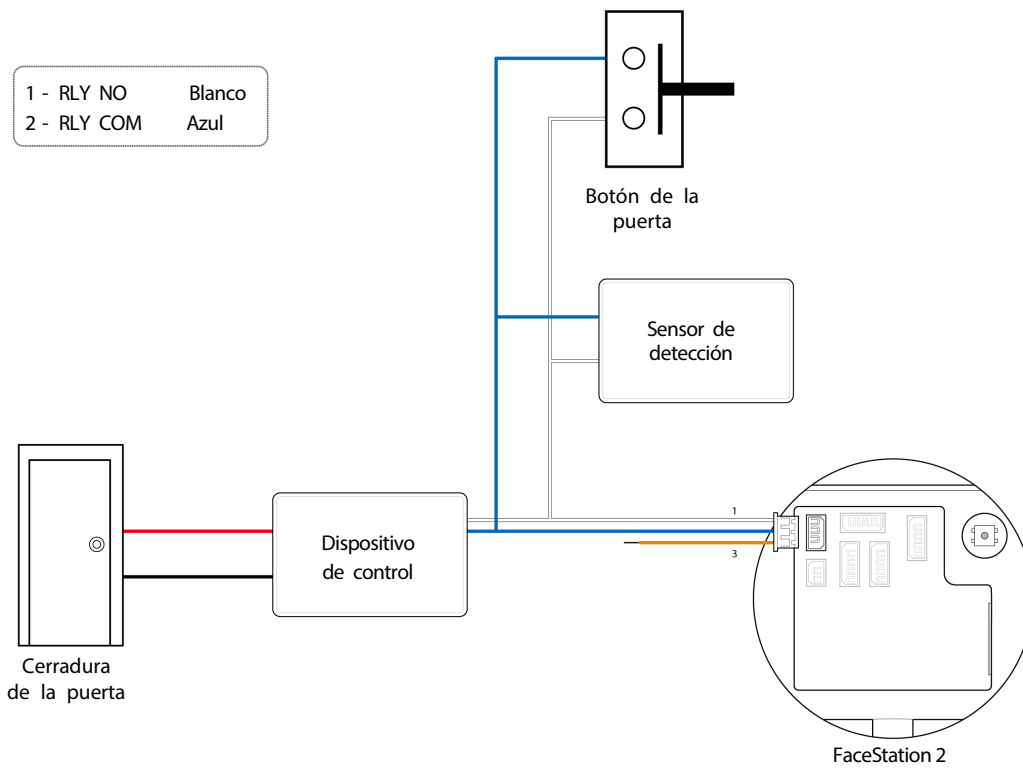 1 - RLY NO Blanco
2 - RLY COM Azul
Botón de la
puerta
Sensor de
detección
1
3
Dispositivo
de control
Cerradura
de la puerta
FaceStation 2